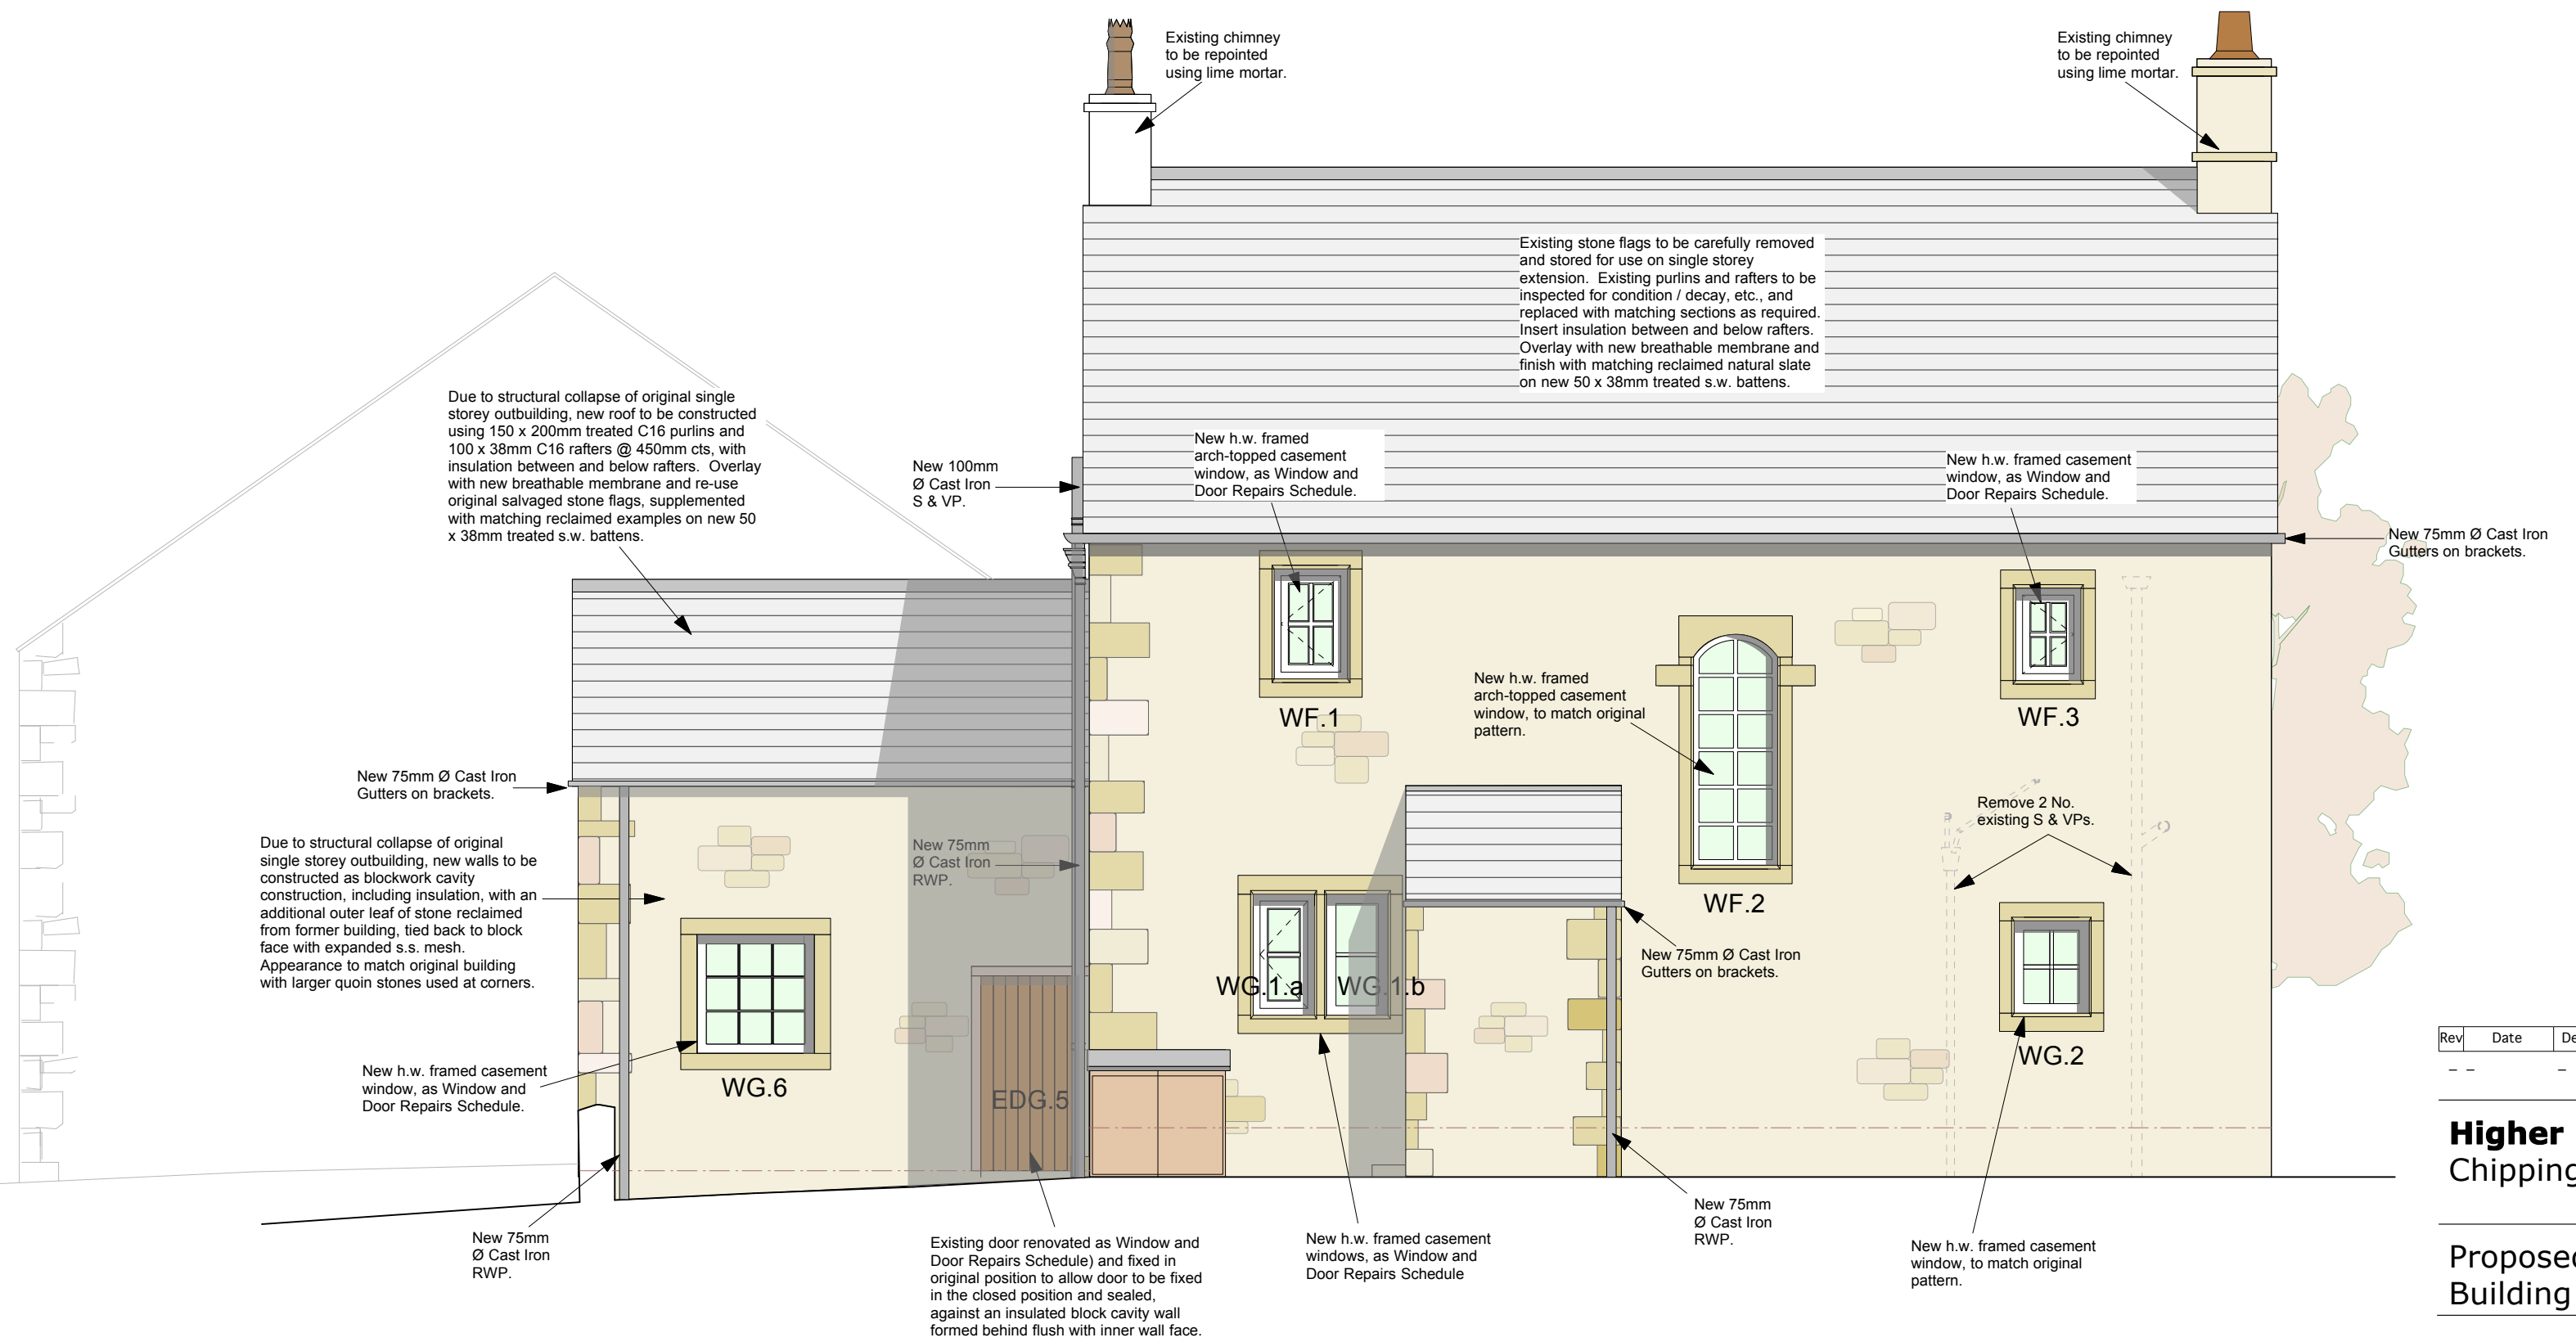 Existing chimney
to be repointed
using lime mortar.
Existing chimney
to be repointed
using lime mortar.
Existing stone flags to be carefully removed
and stored for use on single storey
extension.  Existing purlins and rafters to be
inspected for condition / decay, etc., and
replaced with matching sections as required.
Insert insulation between and below rafters.
Overlay with new breathable membrane and
finish with matching reclaimed natural slate
on new 50 x 38mm treated s.w. battens.
Due to structural collapse of original single
storey outbuilding, new roof to be constructed
using 150 x 200mm treated C16 purlins and
100 x 38mm C16 rafters @ 450mm cts, with
insulation between and below rafters.  Overlay
with new breathable membrane and re-use
original salvaged stone flags, supplemented
with matching reclaimed examples on new 50
x 38mm treated s.w. battens.
New 100mm
Ø Cast Iron
S & VP.
New h.w. framed
arch-topped casement
window, as Window and
Door Repairs Schedule.
New h.w. framed casement
window, as Window and
Door Repairs Schedule.
New 75mm Ø Cast Iron
Gutters on brackets.
WF.1
New h.w. framed
arch-topped casement
window, to match original
pattern.
WF.3
New 75mm Ø Cast Iron
Gutters on brackets.
Remove 2 No.
existing S & VPs.
Due to structural collapse of original
single storey outbuilding, new walls to be
constructed as blockwork cavity
construction, including insulation, with an
additional outer leaf of stone reclaimed
from former building, tied back to block
face with expanded s.s. mesh.
Appearance to match original building
with larger quoin stones used at corners.
New 75mm
Ø Cast Iron
RWP.
WF.2
New 75mm Ø Cast Iron
Gutters on brackets.
WG.1.a
WG.1.b
New h.w. framed casement
window, as Window and
Door Repairs Schedule.
WG.6
EDG.5
WG.2
Rev Date De
– – –
Higher
Chipping
New 75mm
Ø Cast Iron
RWP.
Existing door renovated as Window and
Door Repairs Schedule) and fixed in
original position to allow door to be fixed
in the closed position and sealed,
against an insulated block cavity wall
formed behind flush with inner wall face.
New h.w. framed casement
windows, as Window and
Door Repairs Schedule
New 75mm
Ø Cast Iron
RWP.
New h.w. framed casement
window, to match original
pattern.
Proposed
Building